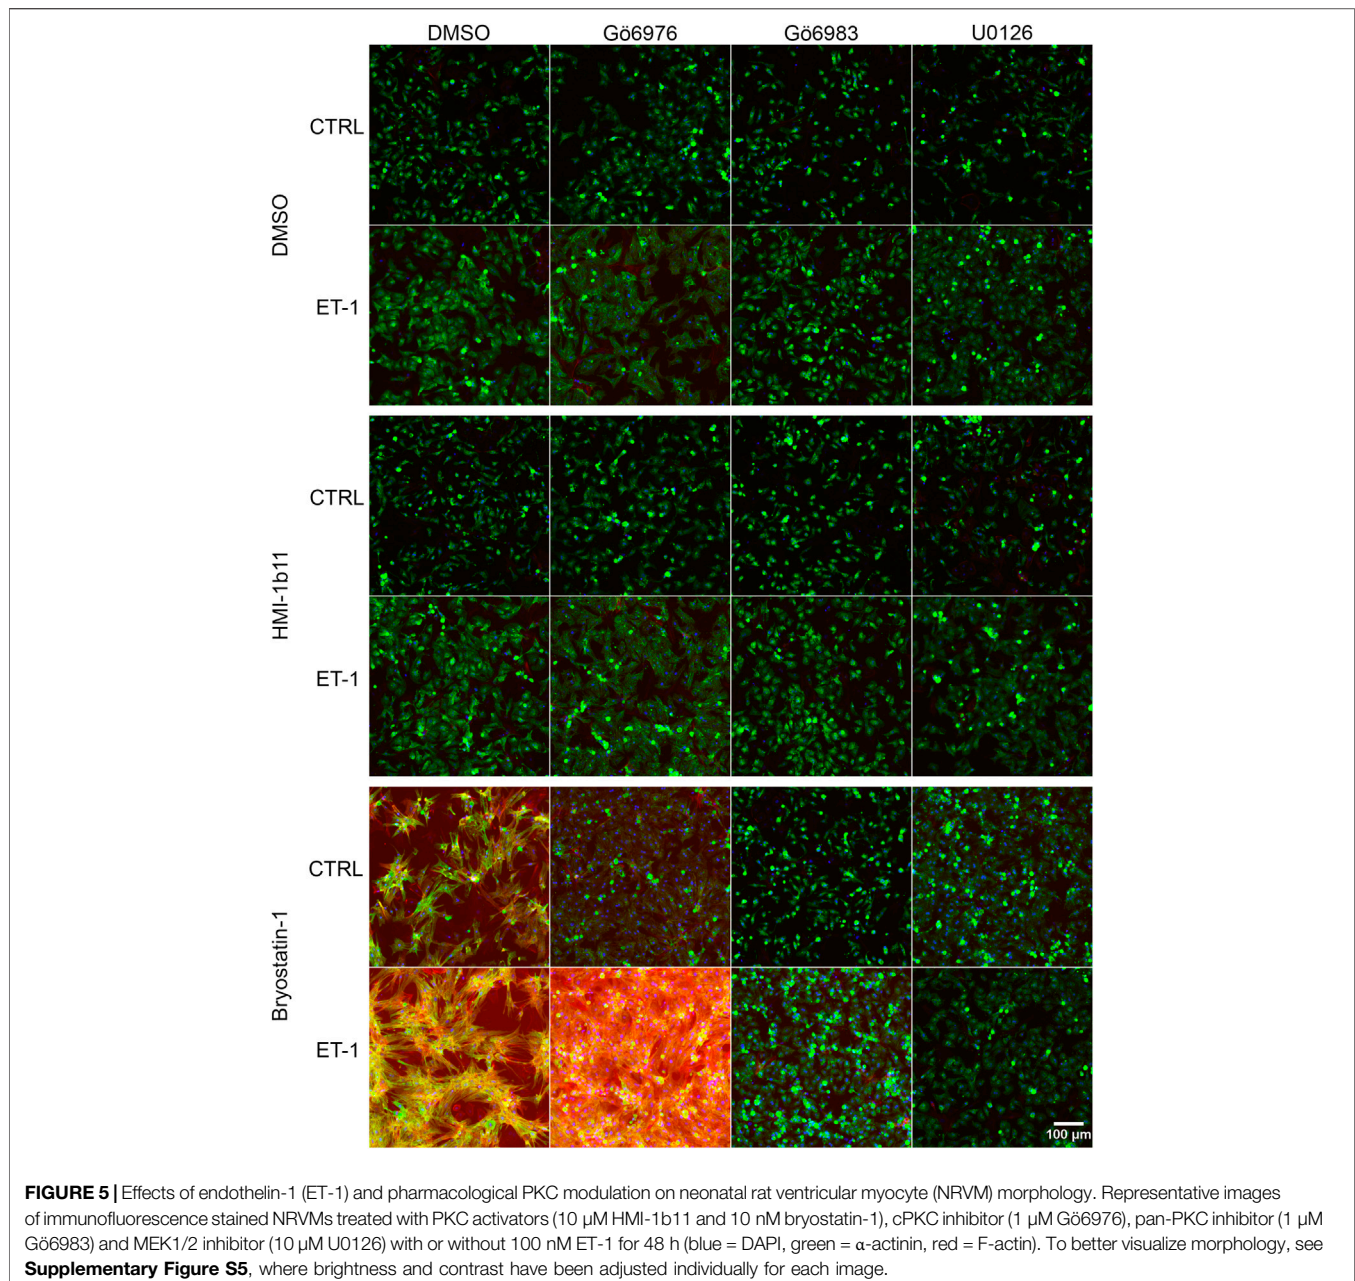 DMSO Gö6976 Gö6983 U0126
CTRL
DMSO
ET-1
CTRL
HMI-1b11
ET-1
CTRL
Bryostatin-1
ET-1
100 µm
FIGURE 5 | Effects of endothelin-1 (ET-1) and pharmacological PKC modulation on neonatal rat ventricular myocyte (NRVM) morphology. Representative images
of immunofluorescence stained NRVMs treated with PKC activators (10 µM HMI-1b11 and 10 nM bryostatin-1), cPKC inhibitor (1 µM Gö6976), pan-PKC inhibitor (1 µM
Gö6983) and MEK1/2 inhibitor (10 µM U0126) with or without 100 nM ET-1 for 48 h (blue = DAPI, green = α-actinin, red = F-actin). To better visualize morphology, see
Supplementary Figure S5, where brightness and contrast have been adjusted individually for each image.